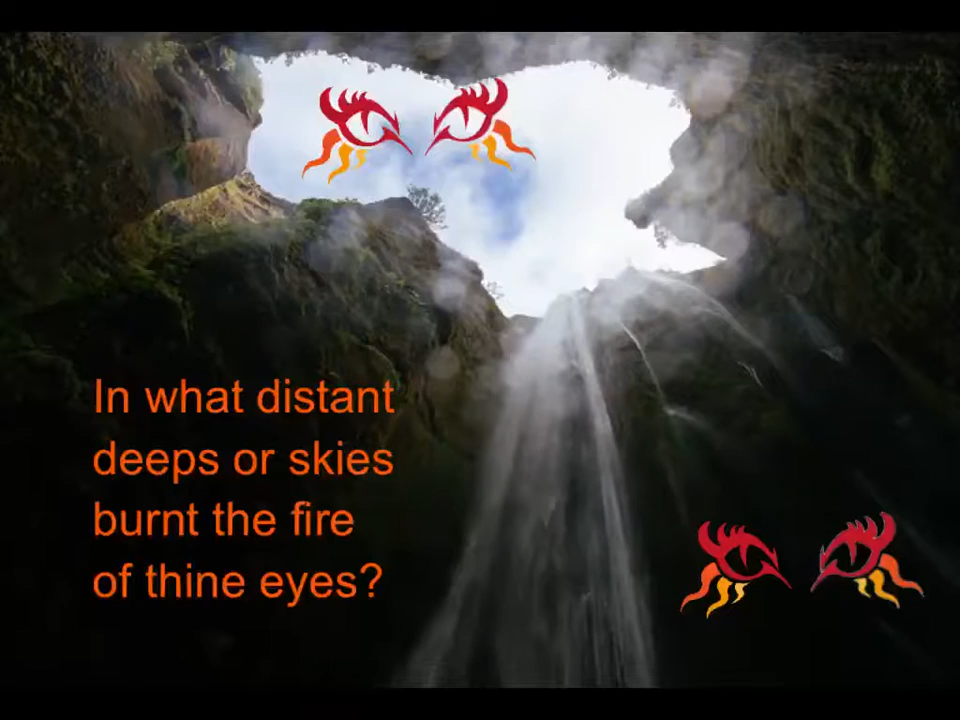 In what distant
deeps or skies
burnt the fire
of thine eyes?